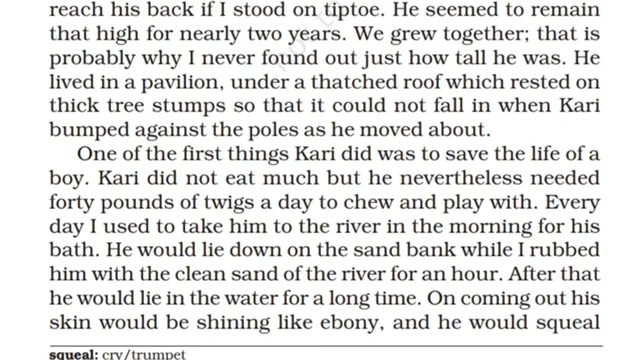 reach his back if I stood on tiptoe. He seemed to remain
that high for nearly two years. We grew together; that is
probably why I never found out just how tall he was. He
lived in a pavilion, under a thatched roof which rested on
thick tree stumps so that it could not fall in when Kari
bumped against the poles as he moved about.
One of the first things Kari did was to save the life of a
boy. Kari did not eat much but he nevertheless needed
forty pounds of twigs a day to chew and play with. Every
day I used to take him to the river in the morning for his
bath. He would lie down on the sand bank while I rubbed
him with the clean sand of the river for an hour. After that
he would lie in the water for a long time. On coming out his
skin would be shining like ebony, and he would squeal
squeal: cry/trumpet